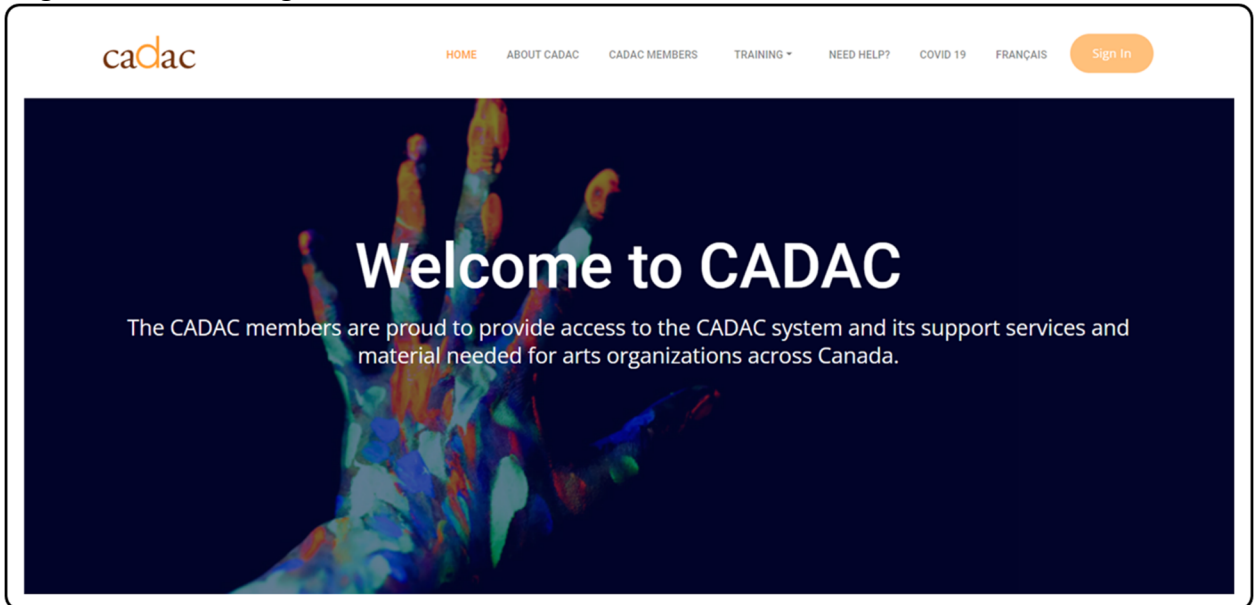 cadac
HOME ABOUT CADAC CADAC MEMBERS TRAINING NEED HELP? COVID 19 FRANÇAIS Sign In
Welcome to CADAC
The CADAC members are proud to provide access to the CADAC system and its support services and
material needed for arts organizations across Canada.